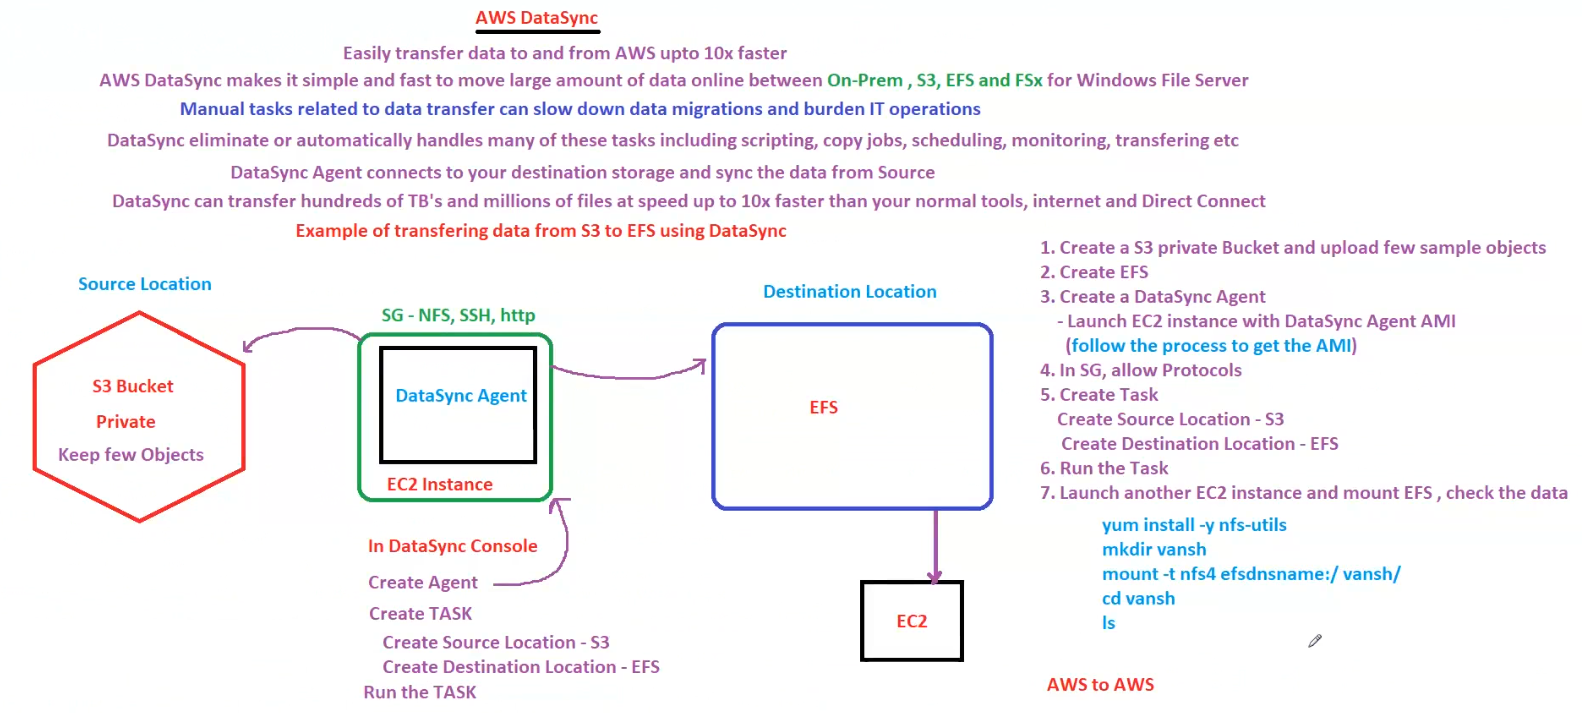 AWS DataSync
Easily transfer data to and from AWS upto 10x faster
AWS DataSync makes it simple and fast to move large amount of data online between On-Prem , S3, EFS and FSx for Windows File Server
Manual tasks related to data transfer can slow down data migrations and burden IT operations
DataSync eliminate or automatically handles many of these tasks including scripting, copy jobs, scheduling, monitoring, transfering etc
DataSync Agent connects to your destination storage and sync the data from Source
DataSync can transfer hundreds of TB's and millions of files at speed up to 10x faster than your normal tools, internet and Direct Connect
Example of transfering data from S3 to EFS using DataSync
Source Location
S3 Bucket
Private
Keep few Objects
SG - NFS, SSH, http
DataSync Agent
EC2 Instance
In DataSync Console
Create Agent
Create TASK
Create Source Location - S3
Create Destination Location - EFS
Run the TASK
Destination Location
EFS
EC2
1. Create a S3 private Bucket and upload few sample objects
2. Create EFS
3. Create a DataSync Agent
- Launch EC2 instance with DataSync Agent AMI
(follow the process to get the AMI)
4. In SG, allow Protocols
5. Create Task
Create Source Location - S3
Create Destination Location - EFS
6. Run the Task
7. Launch another EC2 instance and mount EFS , check the data
yum install -y nfs-utils
mkdir vansh
mount -t nfs4 efsdnsname:/ vansh/
cd vansh
ls
AWS to AWS